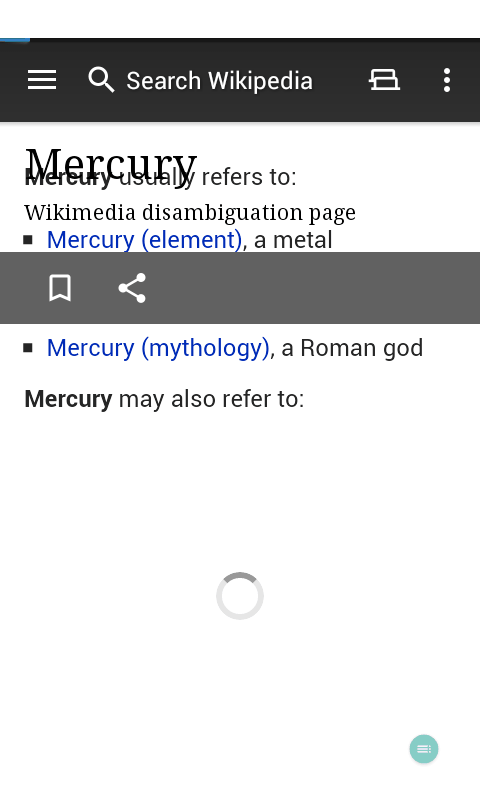 Search Wikipedia
Mercury
Mercury usually refers to:
Wikimedia disambiguation page
Mercury (element), a metal
Mercury (mythology), a Roman god
Mercury may also refer to: